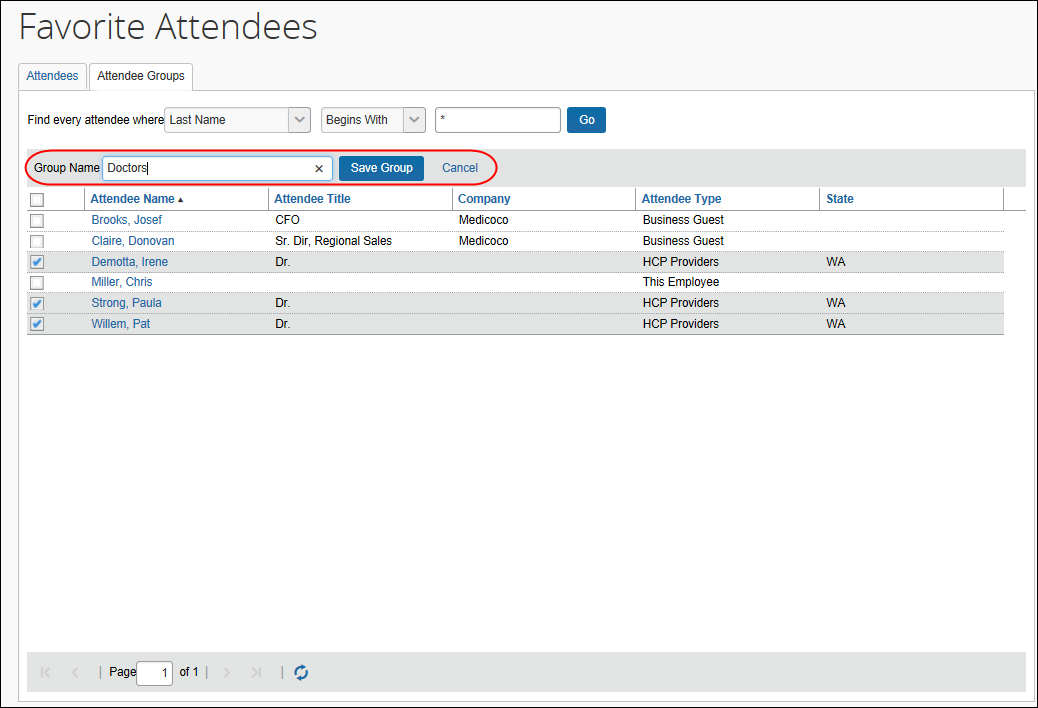 Favorite Attendees
Attendees Attendee Groups
Find every attendee where Last Name Begins With * Go
Group Name Doctors × Save Group Cancel
Attendee Name ▲ Attendee Title Company Attendee Type State
Brooks, Josef CFO Medicoco Business Guest
Claire, Donovan Sr. Dir, Regional Sales Medicoco Business Guest
Demotta, Irene Dr. HCP Providers WA
Miller, Chris This Employee
Strong, Paula Dr. HCP Providers WA
Willem, Pat Dr. HCP Providers WA
| Page 1 of 1 | |